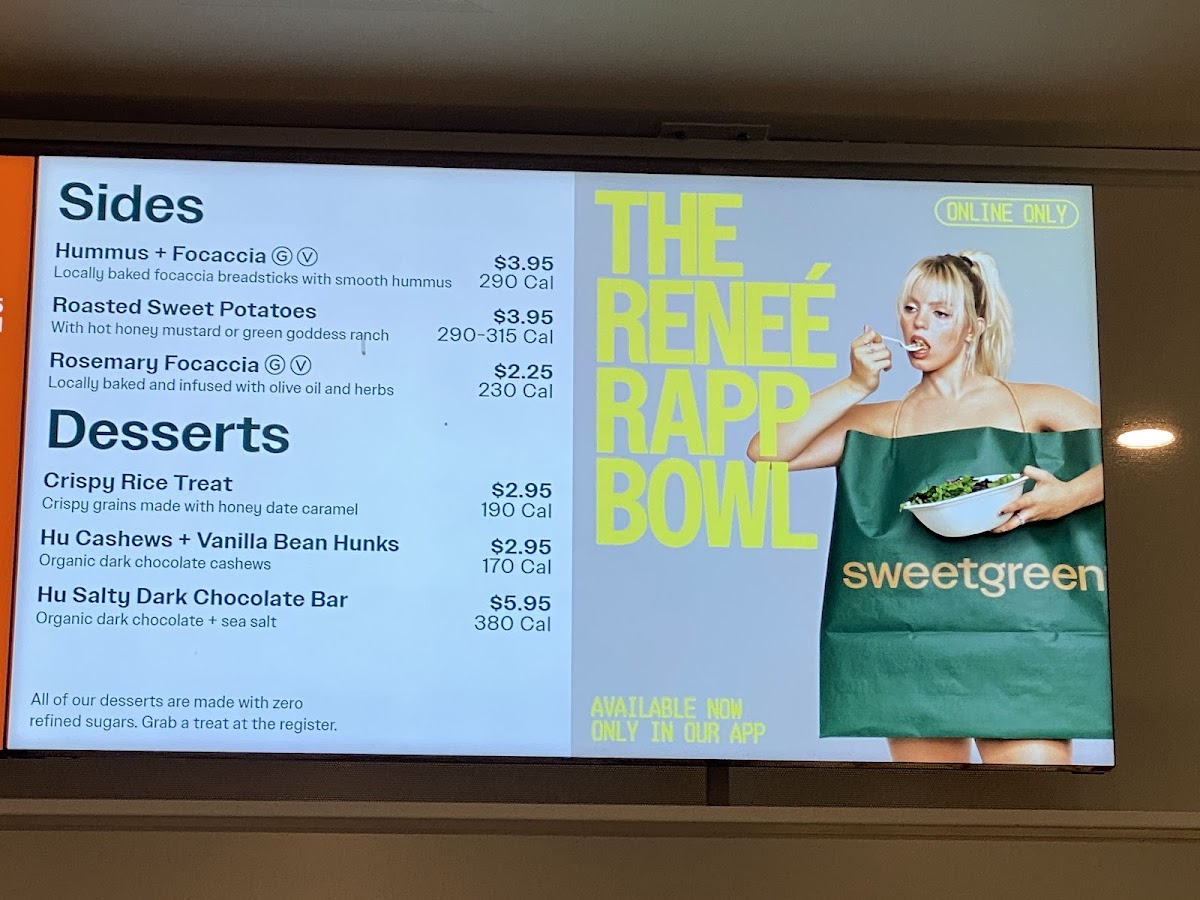 Sides
Hummus + Focaccia Ⓖ Ⓥ $3.95
Locally baked focaccia breadsticks with smooth hummus 290 Cal
Roasted Sweet Potatoes $3.95
With hot honey mustard or green goddess ranch 290-315 Cal
Rosemary Focaccia Ⓖ Ⓥ $2.25
Locally baked and infused with olive oil and herbs 230 Cal
Desserts
Crispy Rice Treat $2.95
Crispy grains made with honey date caramel 190 Cal
Hu Cashews + Vanilla Bean Hunks $2.95
Organic dark chocolate cashews 170 Cal
Hu Salty Dark Chocolate Bar $5.95
Organic dark chocolate + sea salt 380 Cal
All of our desserts are made with zero
refined sugars. Grab a treat at the register.
ONLINE ONLY
THE
RENEÉ
RAPP
BOWL
sweetgreen
AVAILABLE NOW
ONLY IN OUR APP